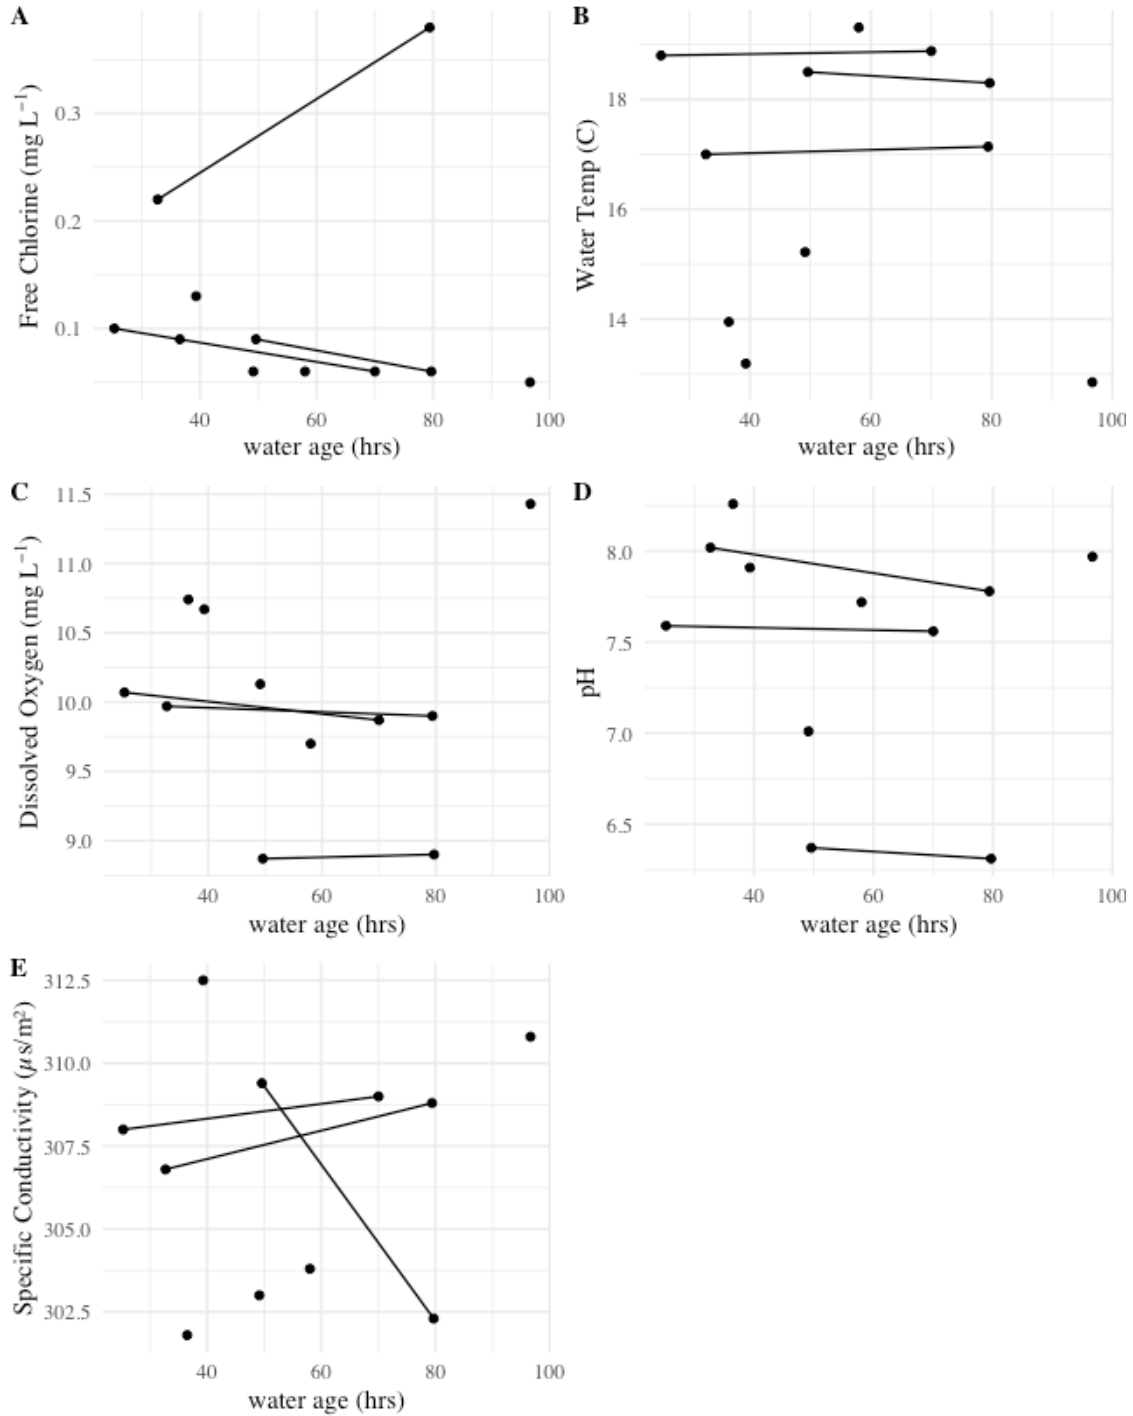 A
Free Chlorine (mg L⁻¹)
0.3
0.2
0.1
40 60 80 100
water age (hrs)
B
Water Temp (C)
18
16
14
40 60 80 100
water age (hrs)
C
Dissolved Oxygen (mg L⁻¹)
11.5
11.0
10.5
10.0
9.5
9.0
40 60 80 100
water age (hrs)
D
pH
8.0
7.5
7.0
6.5
40 60 80 100
water age (hrs)
E
Specific Conductivity (µs/m²)
312.5
310.0
307.5
305.0
302.5
40 60 80 100
water age (hrs)